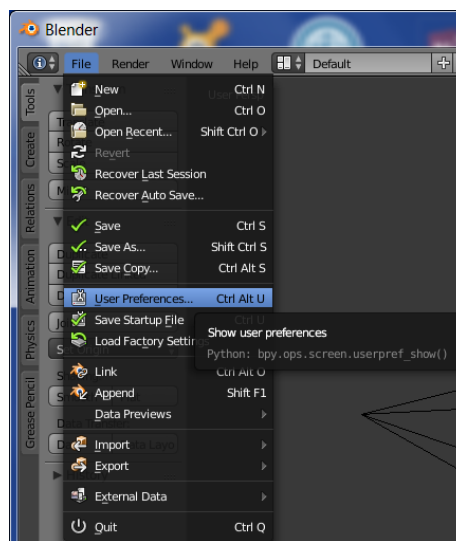 Blender
File Render Window Help Default
Tools
Create
Relations
Animation
Physics
Grease Pencil
New Ctrl N
Open... Ctrl O
Open Recent... Shift Ctrl O
Revert
Recover Last Session
Recover Auto Save...
Save Ctrl S
Save As... Shift Ctrl S
Save Copy... Ctrl Alt S
User Preferences... Ctrl Alt U
Save Startup File Ctrl U
Load Factory Settings
Show user preferences
Python: bpy.ops.screen.userpref_show()
Link Ctrl Alt O
Append Shift F1
Data Previews
Import
Export
External Data
Quit Ctrl Q